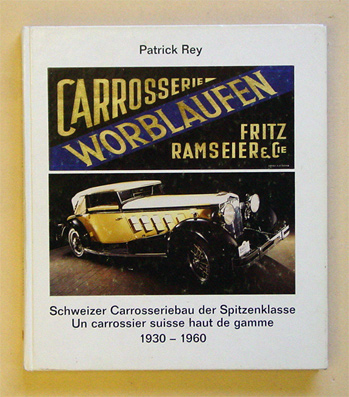 Patrick Rey
CARROSSERIE
WORBLAUFEN
FRITZ
RAMSEIER & CIE
Schweizer Carrosseriebau der Spitzenklasse
Un carrossier suisse haut de gamme
1930 – 1960